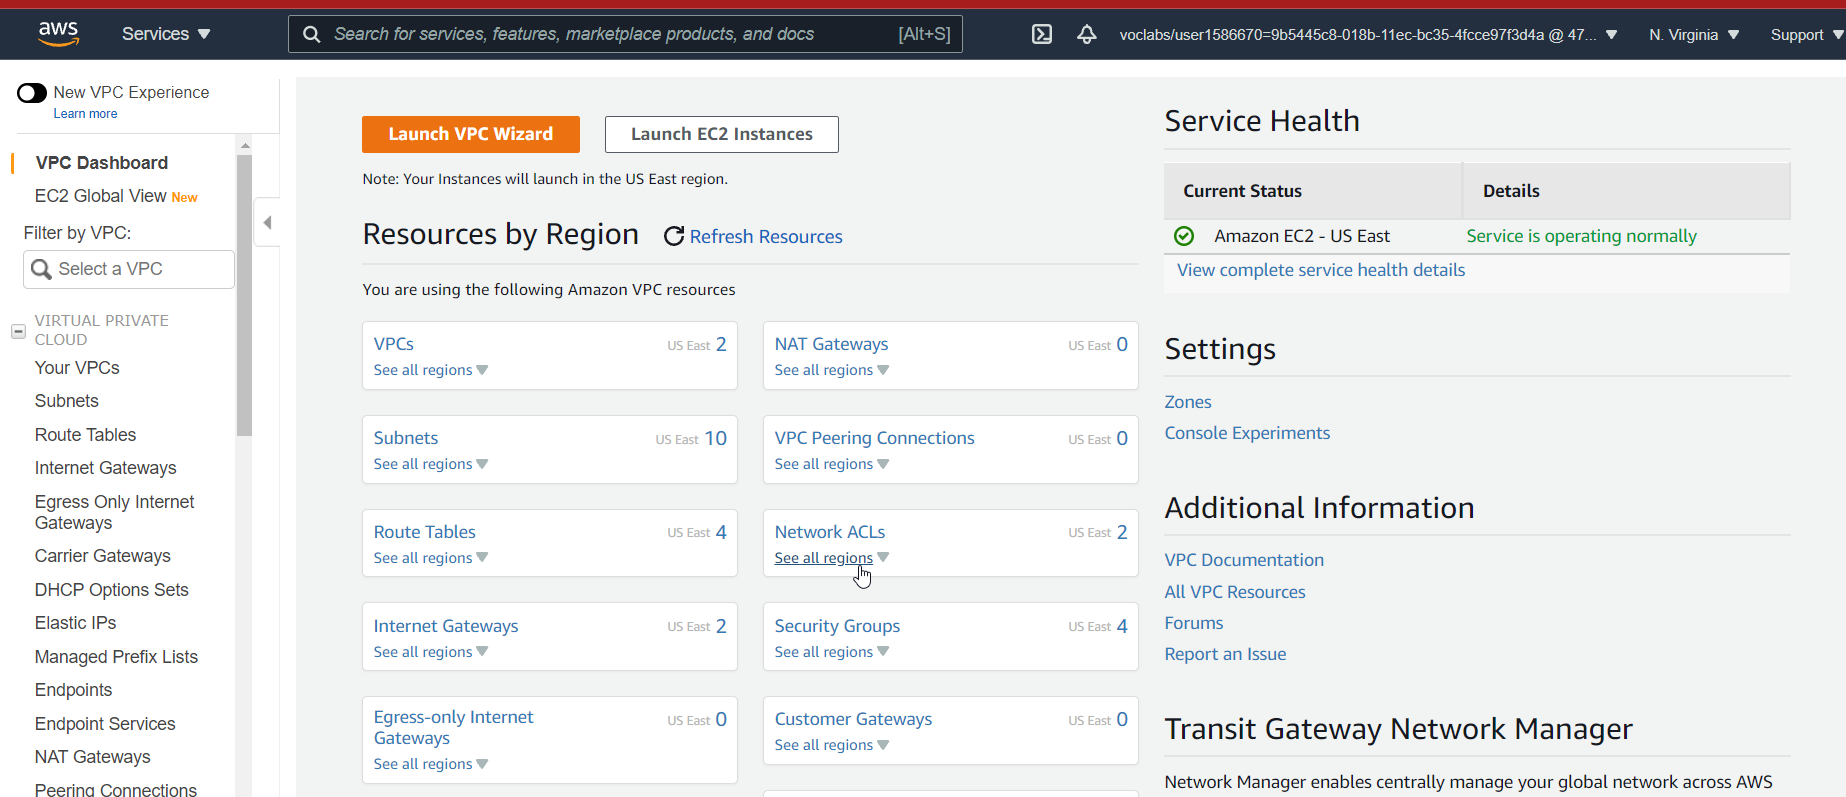 aws
Services
Search for services, features, marketplace products, and docs
[Alt+S]
voclabs/user1586670=9b5445c8-018b-11ec-bc35-4fcce97f3d4a @ 47...
N. Virginia
Support
New VPC Experience
Learn more
VPC Dashboard
EC2 Global View New
Filter by VPC:
Select a VPC
VIRTUAL PRIVATE
CLOUD
Your VPCs
Subnets
Route Tables
Internet Gateways
Egress Only Internet
Gateways
Carrier Gateways
DHCP Options Sets
Elastic IPs
Managed Prefix Lists
Endpoints
Endpoint Services
NAT Gateways
Peering Connections
Launch VPC Wizard
Launch EC2 Instances
Note: Your Instances will launch in the US East region.
Resources by Region
Refresh Resources
You are using the following Amazon VPC resources
VPCs US East 2
See all regions
NAT Gateways US East 0
See all regions
Subnets US East 10
See all regions
VPC Peering Connections US East 0
See all regions
Route Tables US East 4
See all regions
Network ACLs US East 2
See all regions
Internet Gateways US East 2
See all regions
Security Groups US East 4
See all regions
Egress-only Internet US East 0
Gateways
See all regions
Customer Gateways US East 0
See all regions
Service Health
Current Status Details
Amazon EC2 - US East Service is operating normally
View complete service health details
Settings
Zones
Console Experiments
Additional Information
VPC Documentation
All VPC Resources
Forums
Report an Issue
Transit Gateway Network Manager
Network Manager enables centrally manage your global network across AWS